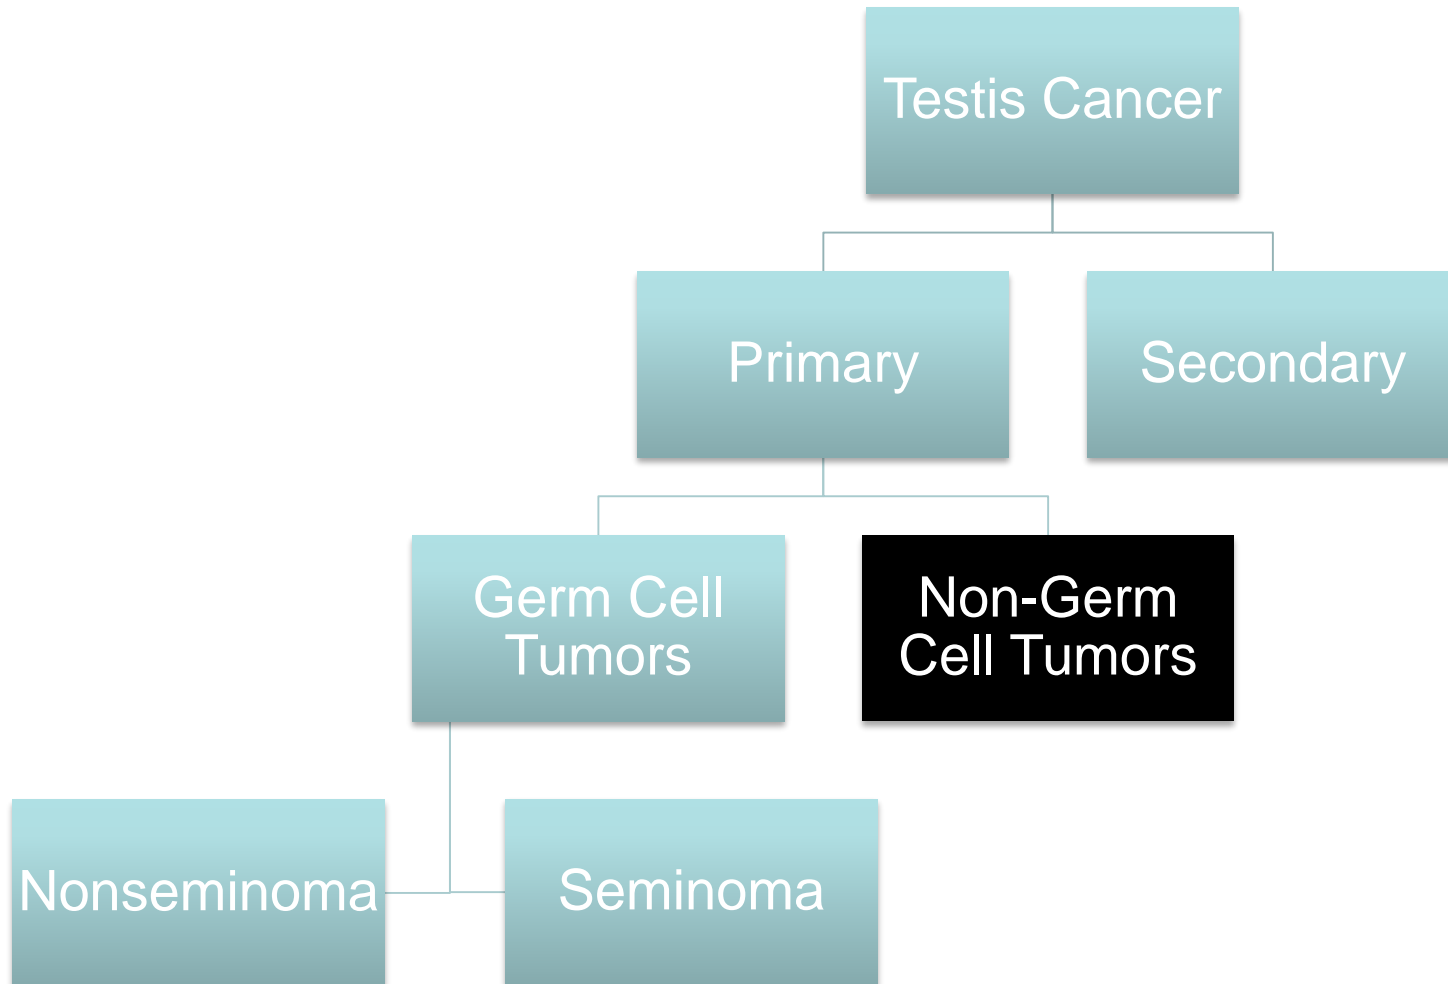 Testis Cancer
Primary
Secondary
Germ Cell
Tumors
Non-Germ
Cell Tumors
Nonseminoma
Seminoma